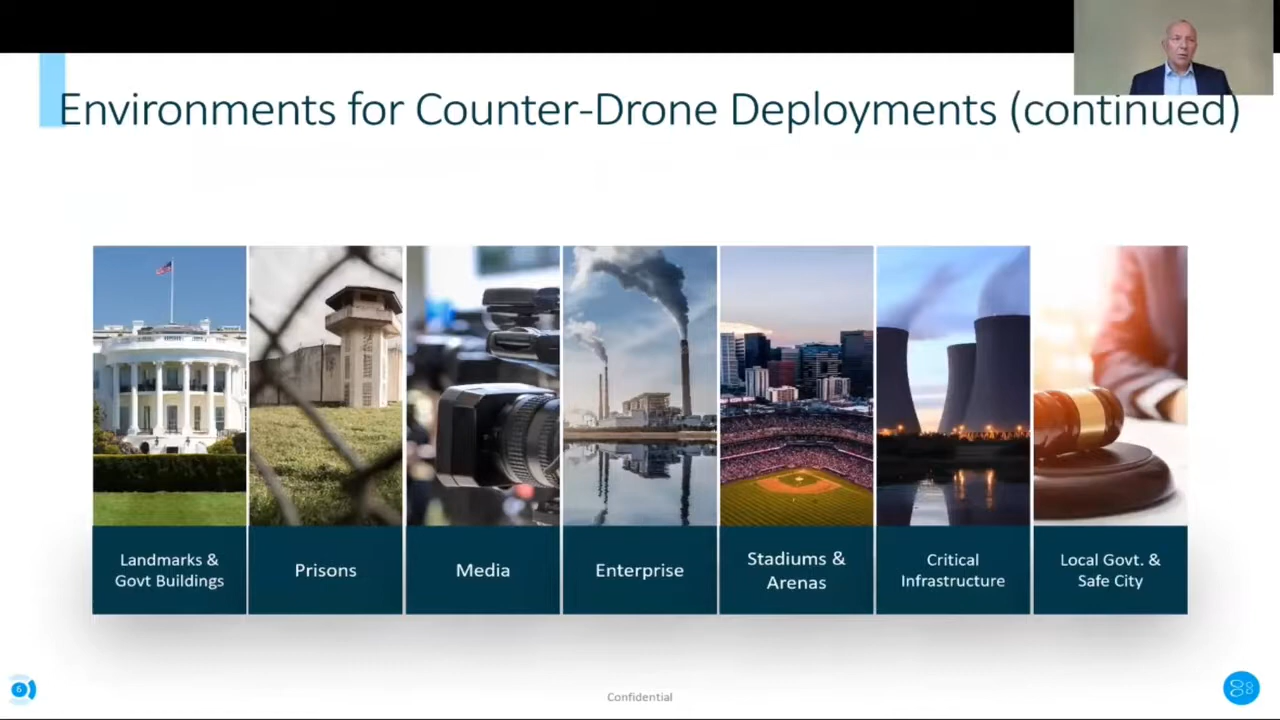 Environments for Counter-Drone Deployments (continued)
Landmarks &
Govt Buildings
Prisons
Media
Enterprise
Stadiums &
Arenas
Critical
Infrastructure
Local Govt. &
Safe City
6
Confidential